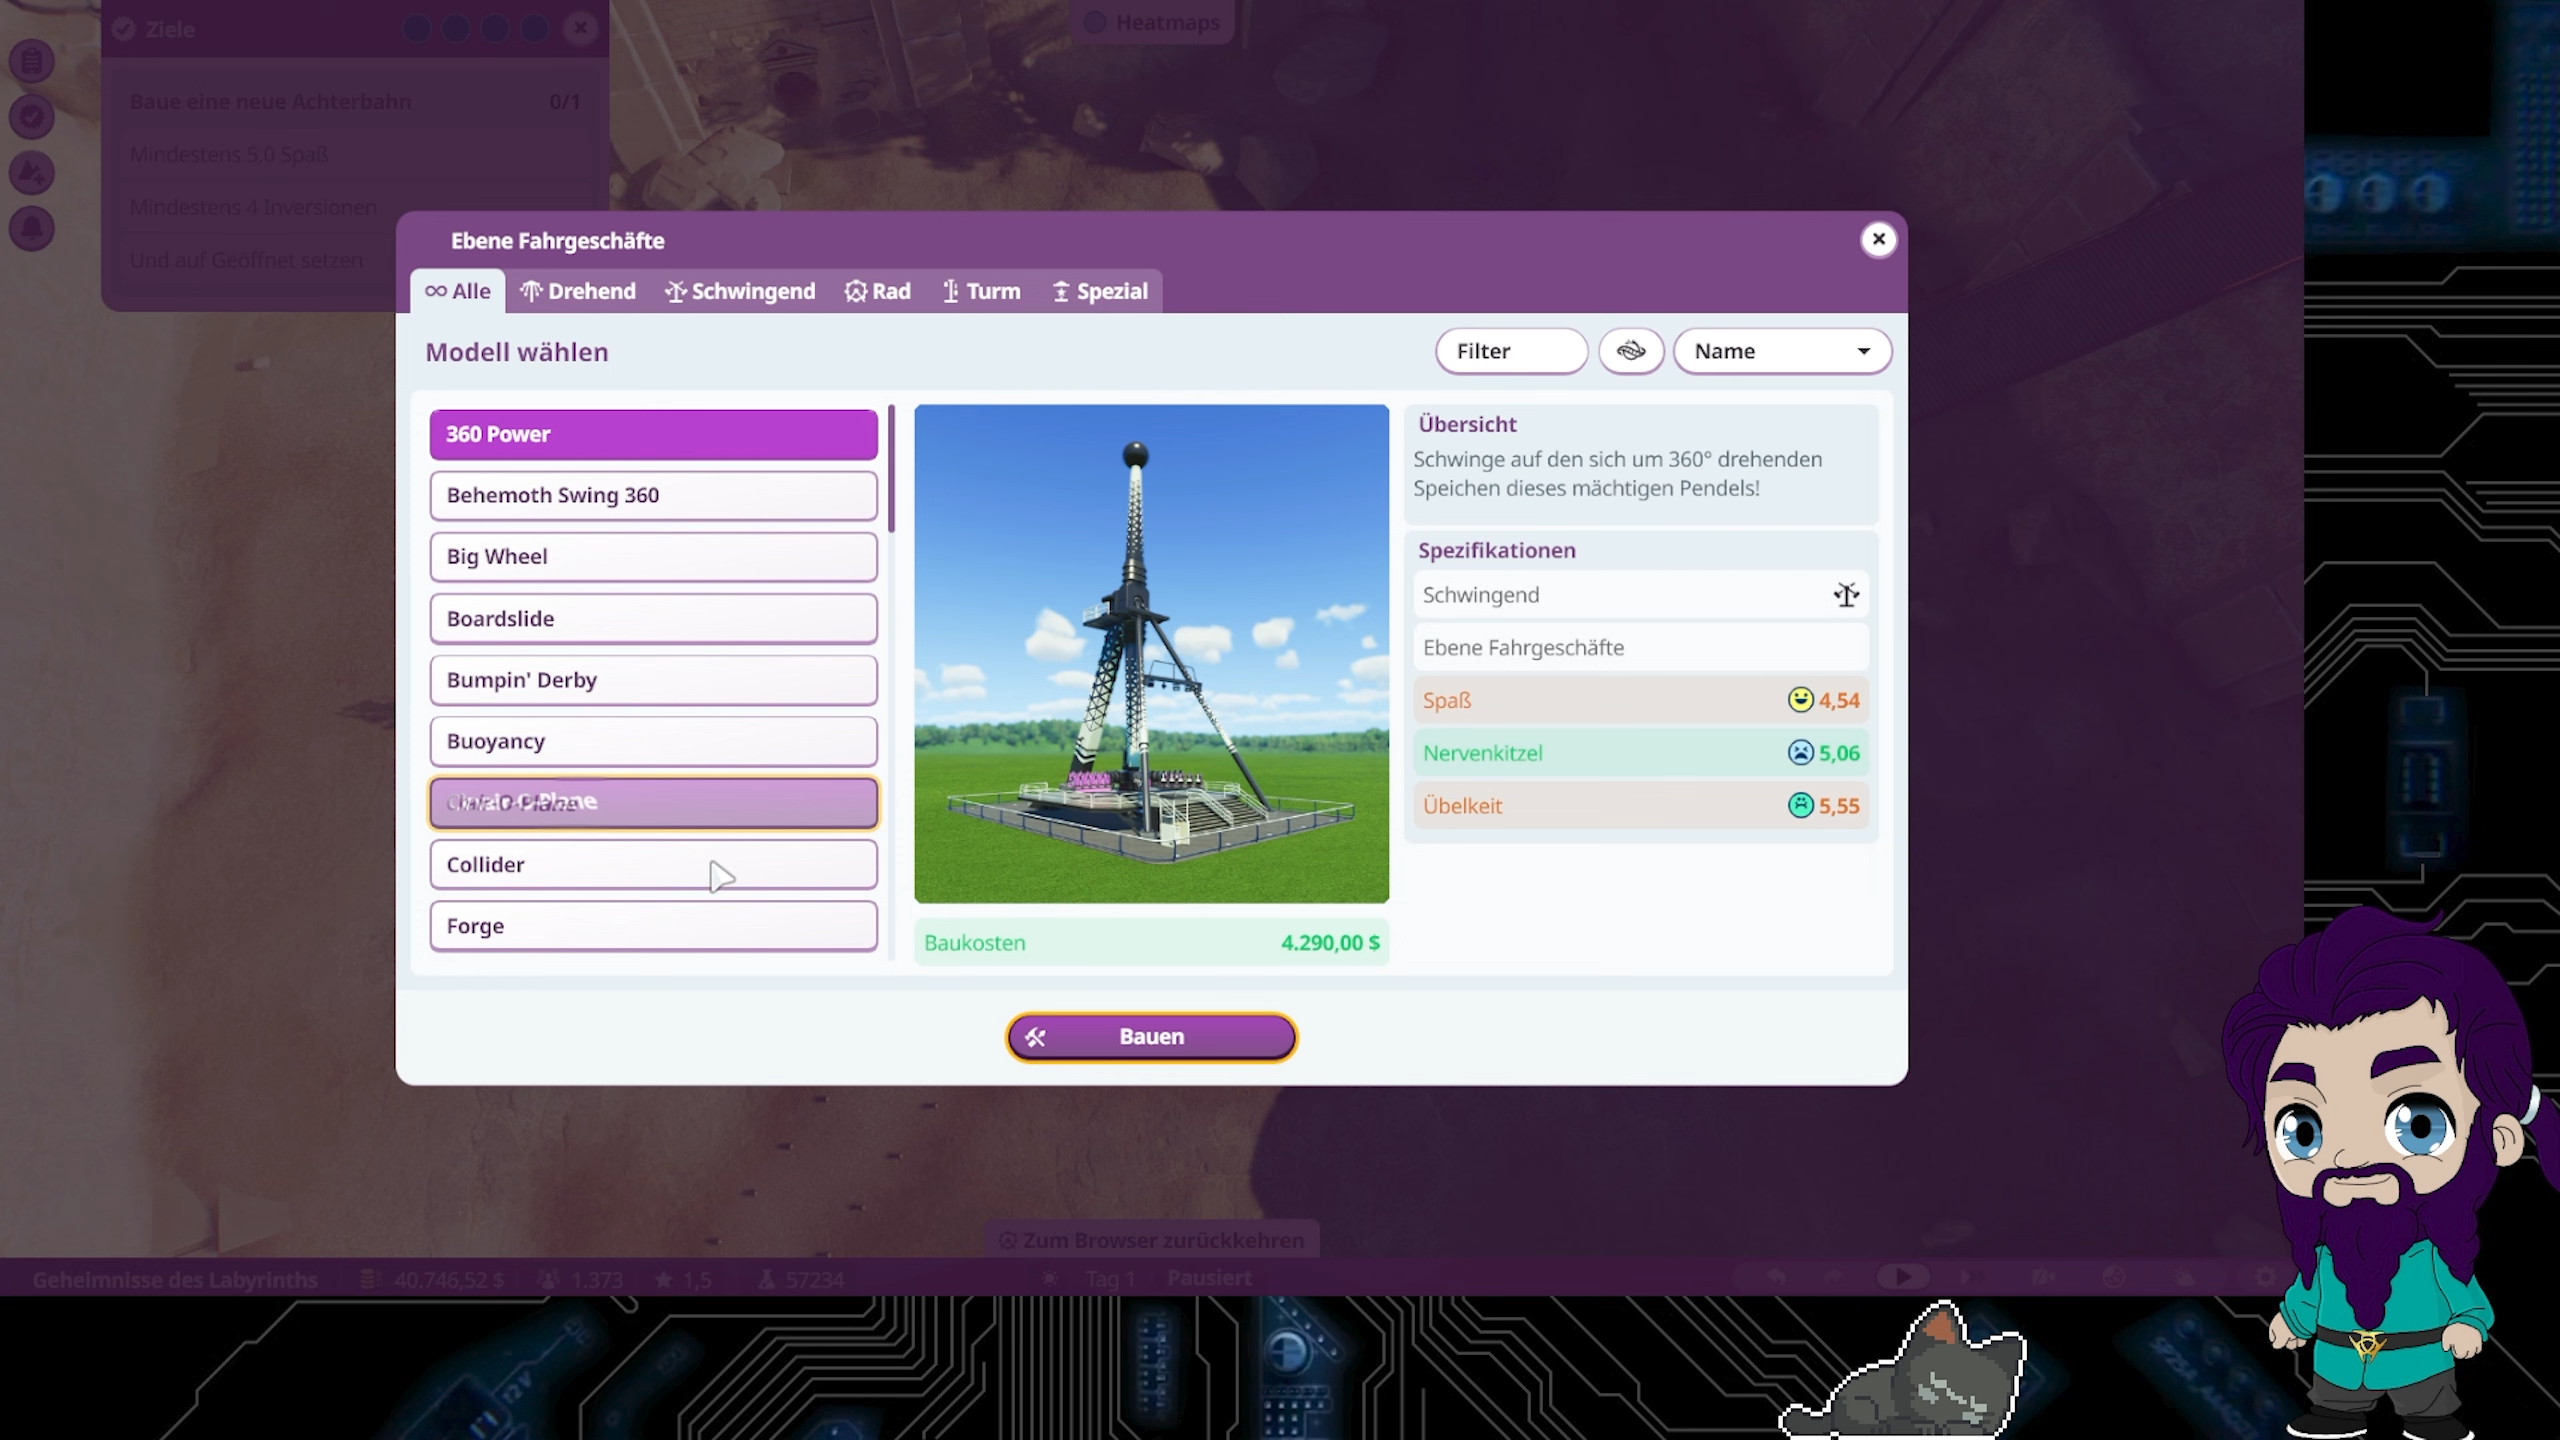 Ziele
Heatmaps
Baue eine neue Achterbahn 0/1
Mindestens 5,0 Spaß
Mindestens 4 Inversionen
Und auf Geöffnet setzen
Ebene Fahrgeschäfte
Alle Drehend Schwingend Rad Turm Spezial
Modell wählen
Filter
Name
360 Power
Behemoth Swing 360
Big Wheel
Boardslide
Bumpin' Derby
Buoyancy
Collider
Forge
Baukosten 4.290,00 $
Übersicht
Schwinge auf den sich um 360° drehenden
Speichen dieses mächtigen Pendels!
Spezifikationen
Schwingend
Ebene Fahrgeschäfte
Spaß 4,54
Nervenkitzel 5,06
Übelkeit 5,55
Bauen
Zum Browser zurückkehren
Geheimnisse des Labyrinths 40.746,52 $ 1.373 1,5 57234 Tag 1 Pausiert
12V